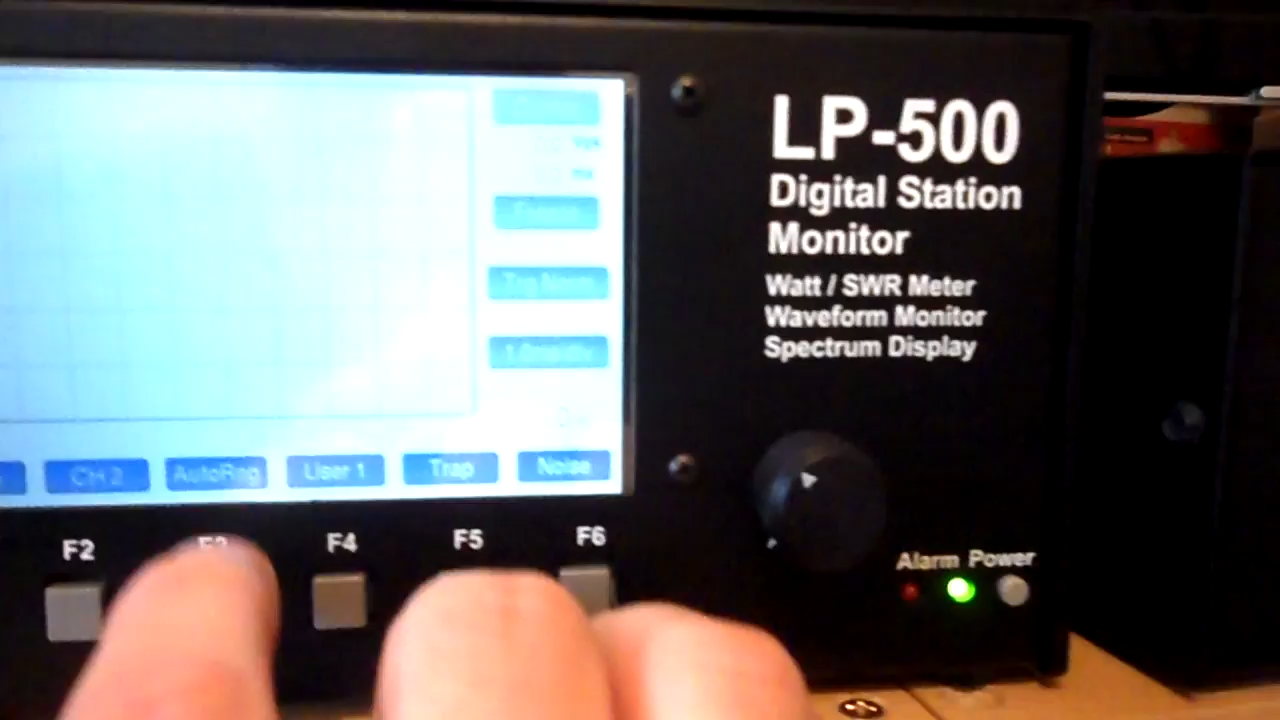 LP-500
Digital Station
Monitor
Watt / SWR Meter
Waveform Monitor
Spectrum Display
CH 2
AutoRng
User 1
Trap
Noise
F2
F4
F5
F6
Alarm Power